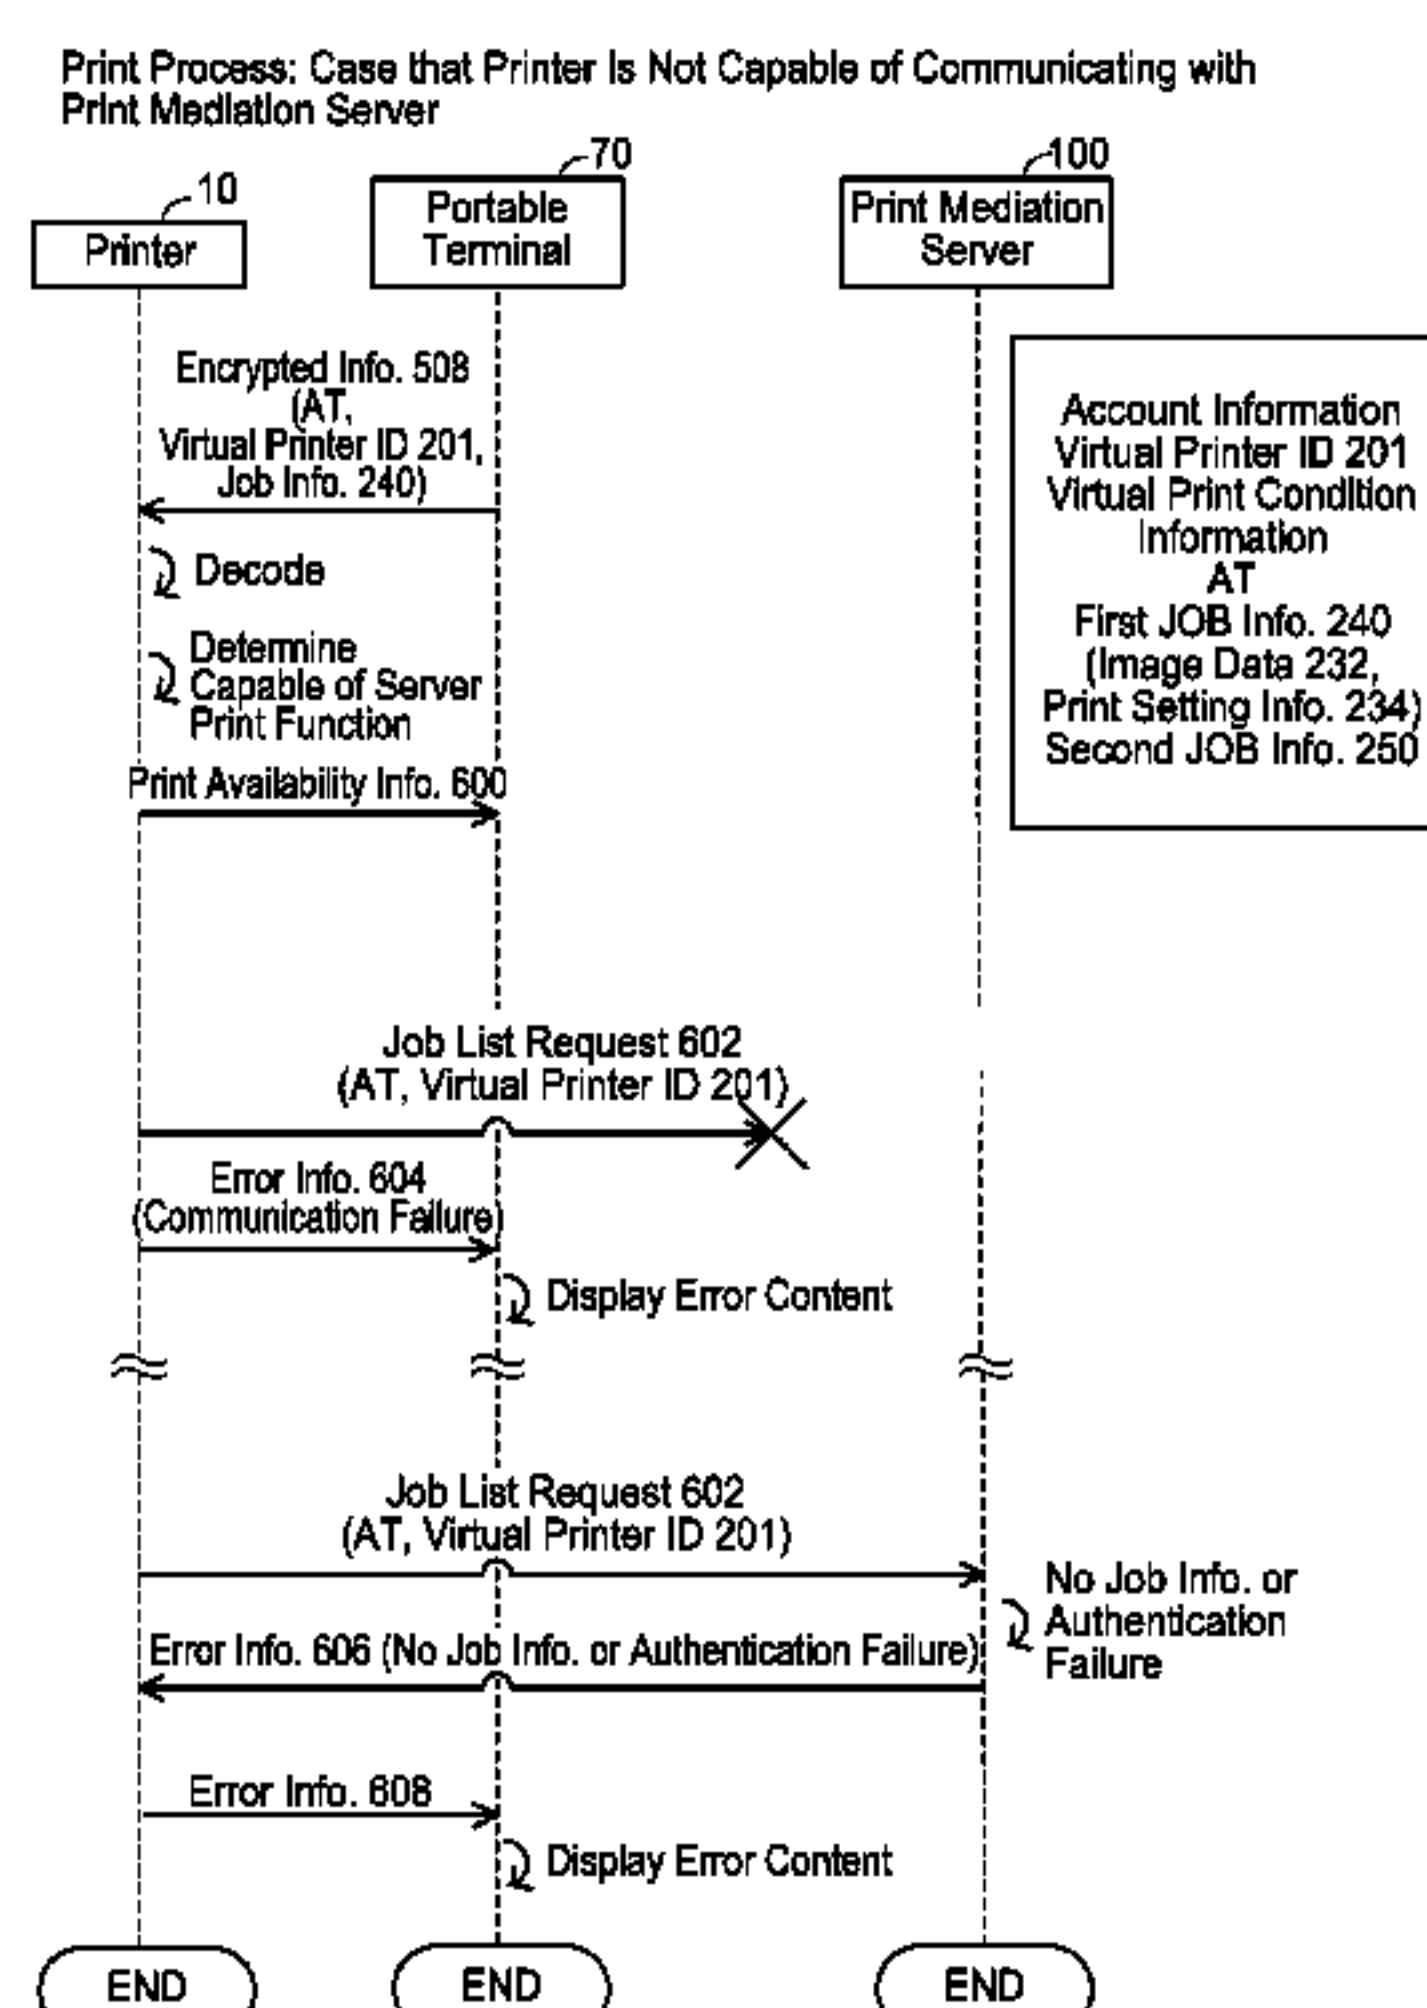 Print Process: Case that Printer Is Not Capable of Communicating with
Print Mediation Server
10
Printer
70
Portable
Terminal
100
Print Mediation
Server
Encrypted Info. 508
(AT,
Virtual Printer ID 201,
Job Info. 240)
Decode
Determine
Capable of Server
Print Function
Print Availability Info. 600
Account Information
Virtual Printer ID 201
Virtual Print Condition
Information
AT
First JOB Info. 240
(Image Data 232,
Print Setting Info. 234)
Second JOB Info. 250
Job List Request 602
(AT, Virtual Printer ID 201)
Error Info. 604
(Communication Failure)
Display Error Content
Job List Request 602
(AT, Virtual Printer ID 201)
No Job Info. or
Authentication
Failure
Error Info. 606 (No Job Info. or Authentication Failure)
Error Info. 608
Display Error Content
END
END
END